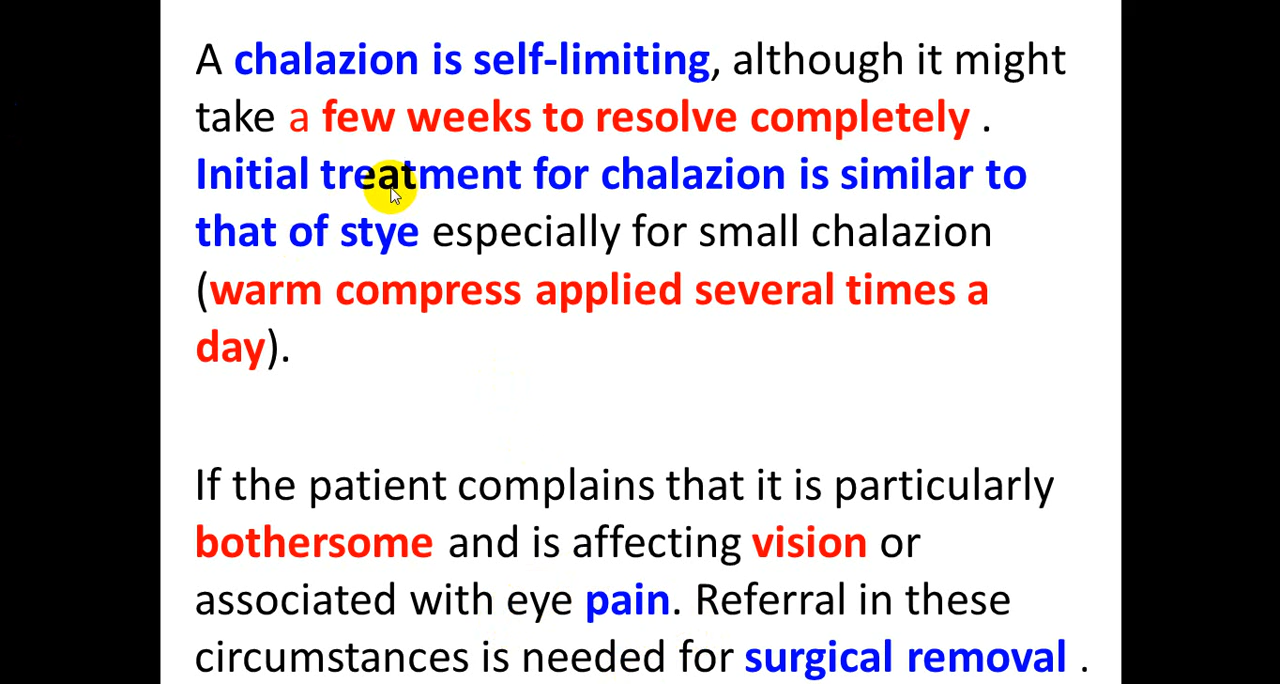 A chalazion is self-limiting, although it might
take a few weeks to resolve completely .
Initial treatment for chalazion is similar to
that of stye especially for small chalazion
(warm compress applied several times a
day).
If the patient complains that it is particularly
bothersome and is affecting vision or
associated with eye pain. Referral in these
circumstances is needed for surgical removal .